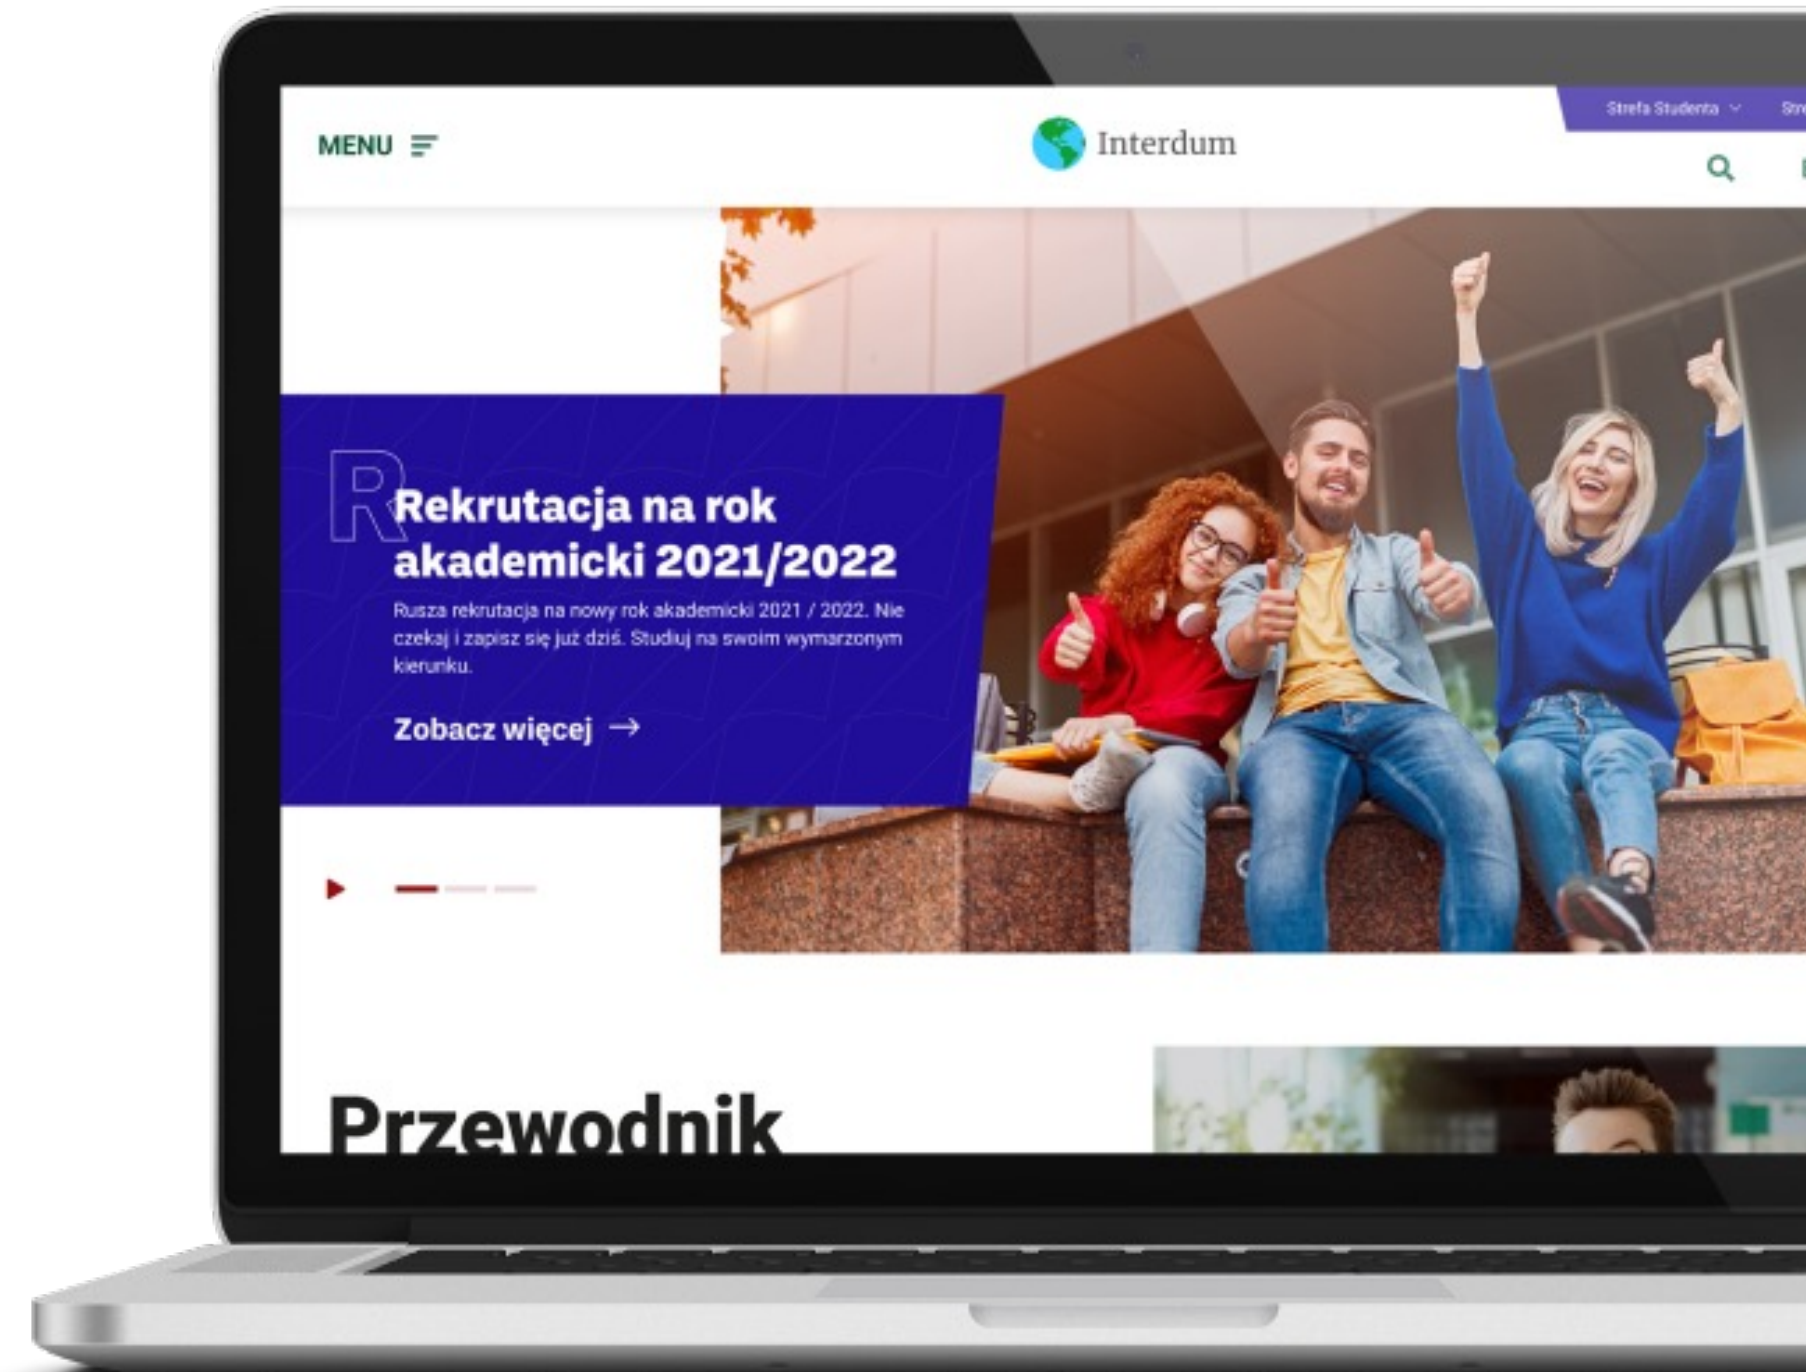 MENU
Interdum
Strefa Studenta
R
Rekrutacja na rok
akademicki 2021/2022
Rusza rekrutacja na nowy rok akademicki 2021 / 2022. Nie
czekaj i zapisz się już dziś. Studiuj na swoim wymarzonym
kierunku.
Zobacz więcej
Przewodnik